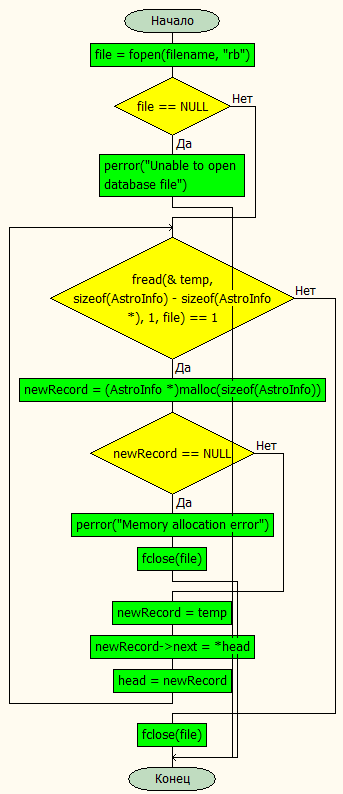 Начало
file = fopen(filename, "rb")
file == NULL
Нет
Да
perror("Unable to open
database file")
fread(& temp,
sizeof(AstroInfo) - sizeof(AstroInfo
*), 1, file) == 1
Нет
Да
newRecord = (AstroInfo *)malloc(sizeof(AstroInfo))
newRecord == NULL
Нет
Да
perror("Memory allocation error")
fclose(file)
newRecord = temp
newRecord->next = *head
head = newRecord
fclose(file)
Конец